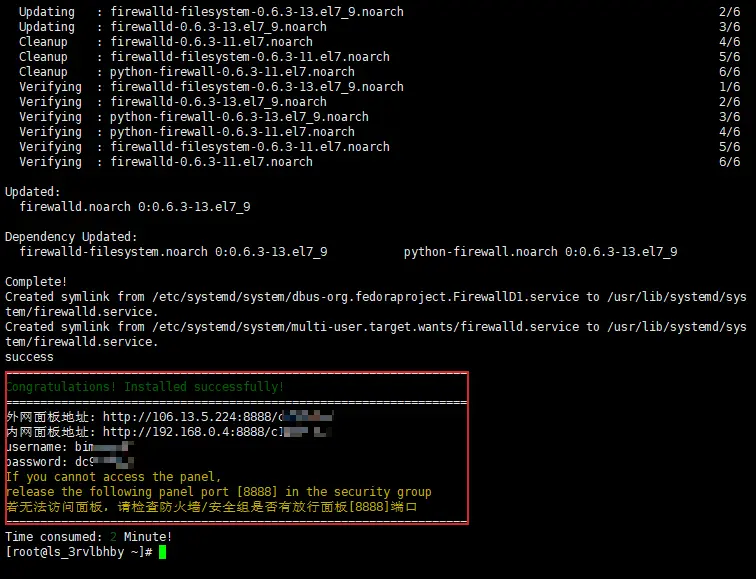 Updating : firewalld-filesystem-0.6.3-13.el7_9.noarch 2/6
Updating : firewalld-0.6.3-13.el7_9.noarch 3/6
Cleanup : firewalld-0.6.3-11.el7.noarch 4/6
Cleanup : firewalld-filesystem-0.6.3-11.el7.noarch 5/6
Cleanup : python-firewall-0.6.3-11.el7.noarch 6/6
Verifying : firewalld-filesystem-0.6.3-13.el7_9.noarch 1/6
Verifying : firewalld-0.6.3-13.el7_9.noarch 2/6
Verifying : python-firewall-0.6.3-13.el7_9.noarch 3/6
Verifying : python-firewall-0.6.3-11.el7.noarch 4/6
Verifying : firewalld-filesystem-0.6.3-11.el7.noarch 5/6
Verifying : firewalld-0.6.3-11.el7.noarch 6/6
Updated:
firewalld.noarch 0:0.6.3-13.el7_9
Dependency Updated:
firewalld-filesystem.noarch 0:0.6.3-13.el7_9 python-firewall.noarch 0:0.6.3-13.el7_9
Complete!
Created symlink from /etc/systemd/system/dbus-org.fedoraproject.FirewallD1.service to /usr/lib/systemd/sys
tem/firewalld.service.
Created symlink from /etc/systemd/system/multi-user.target.wants/firewalld.service to /usr/lib/systemd/sys
tem/firewalld.service.
success
==================================================================
Congratulations! Installed successfully!
==================================================================
外网面板地址: http://106.13.5.224:8888/
内网面板地址: http://192.168.0.4:8888/
username:
password:
If you cannot access the panel,
release the following panel port [8888] in the security group
若无法访问面板，请检查防火墙/安全组是否有放行面板[8888]端口
==================================================================
Time consumed: 2 Minute!
[root@ls_3rvlbhby ~]#